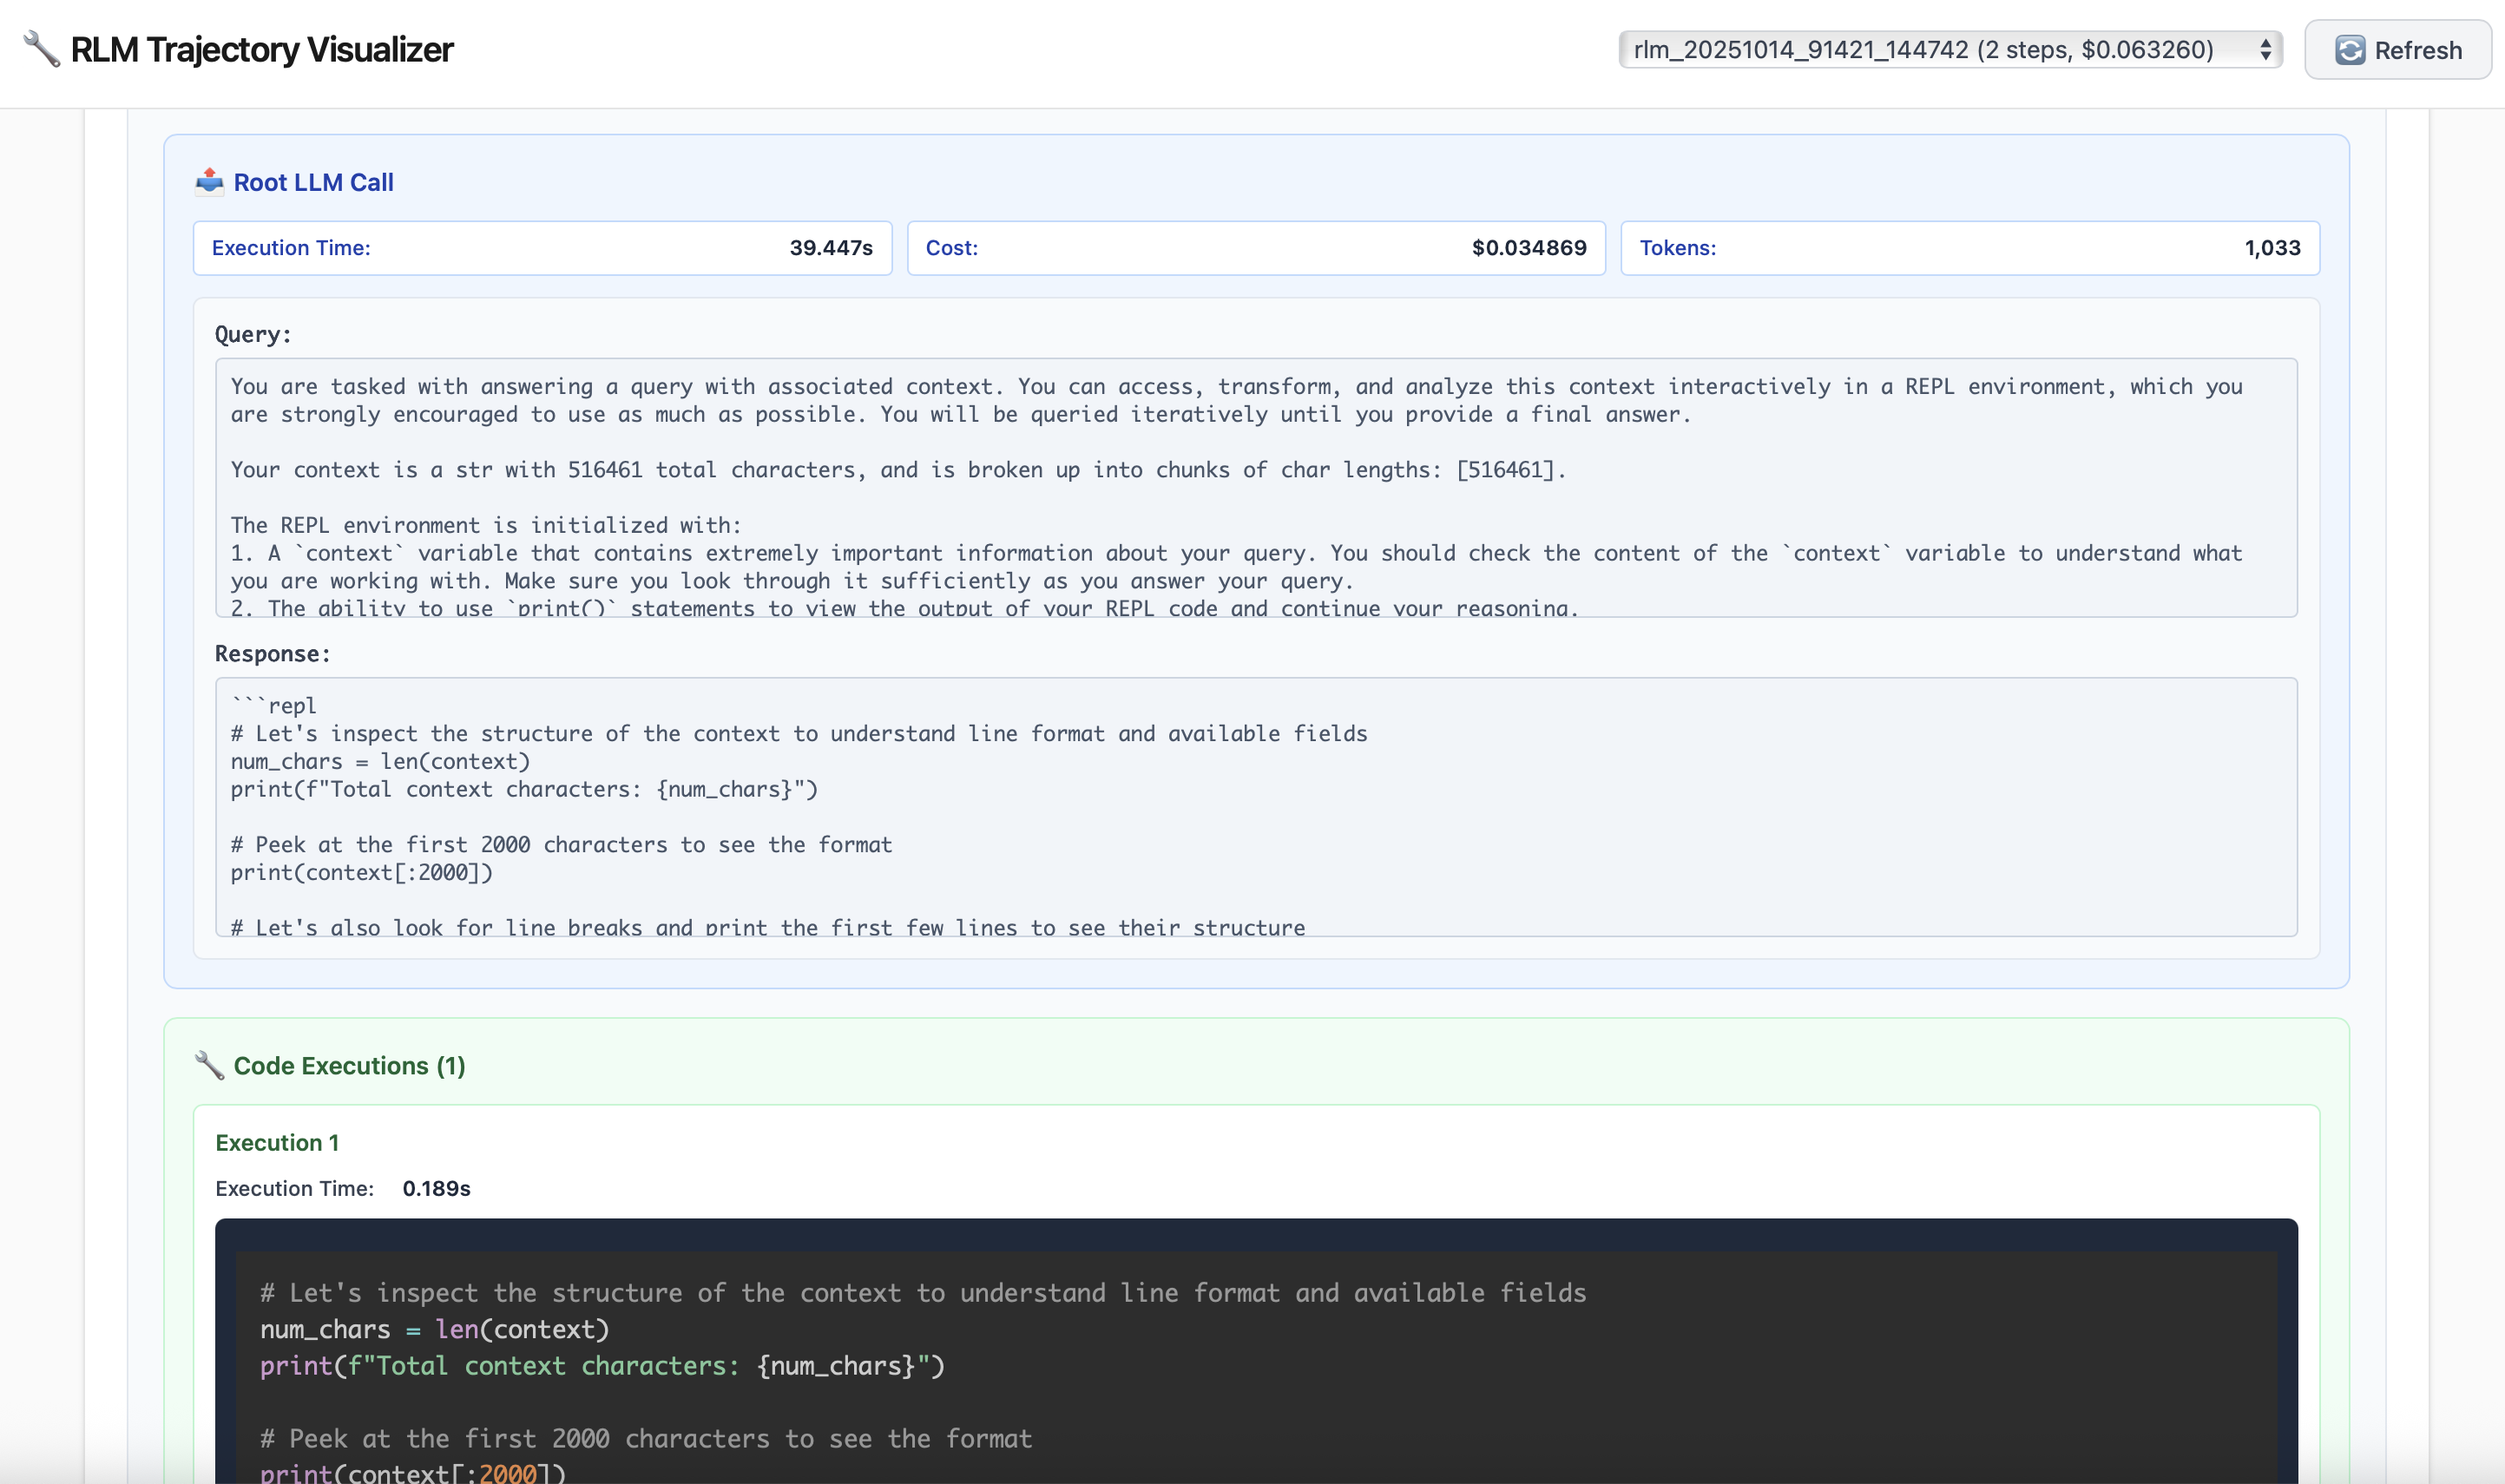 RLM Trajectory Visualizer
rlm_20251014_91421_144742 (2 steps, $0.063260)
Refresh
Root LLM Call
Execution Time: 39.447s
Cost: $0.034869
Tokens: 1,033
Query:
You are tasked with answering a query with associated context. You can access, transform, and analyze this context interactively in a REPL environment, which you
are strongly encouraged to use as much as possible. You will be queried iteratively until you provide a final answer.
Your context is a str with 516461 total characters, and is broken up into chunks of char lengths: [516461].
The REPL environment is initialized with:
1. A `context` variable that contains extremely important information about your query. You should check the content of the `context` variable to understand what
you are working with. Make sure you look through it sufficiently as you answer your query.
2. The ability to use `print()` statements to view the output of your REPL code and continue your reasoning.
Response:
```repl
# Let's inspect the structure of the context to understand line format and available fields
num_chars = len(context)
print(f"Total context characters: {num_chars}")
# Peek at the first 2000 characters to see the format
print(context[:2000])
# Let's also look for line breaks and print the first few lines to see their structure
Code Executions (1)
Execution 1
Execution Time: 0.189s
# Let's inspect the structure of the context to understand line format and available fields
num_chars = len(context)
print(f"Total context characters: {num_chars}")
# Peek at the first 2000 characters to see the format
print(context[:2000])